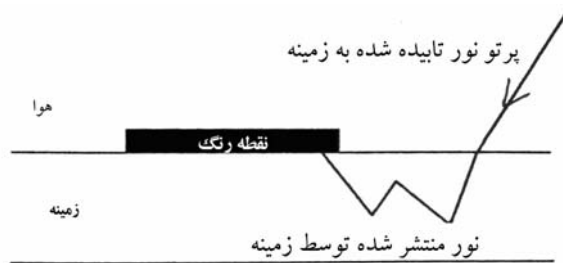 پرتو نور تابیده شده به زمینه
هوا
نقطه رنگ
زمینه
نور منتشر شده توسط زمینه